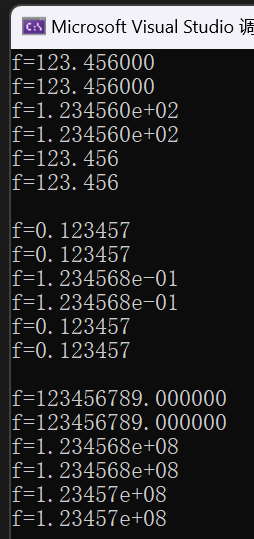 C:\
Microsoft Visual Studio 调
f=123.456000
f=123.456000
f=1.234560e+02
f=1.234560e+02
f=123.456
f=123.456
f=0.123457
f=0.123457
f=1.234568e-01
f=1.234568e-01
f=0.123457
f=0.123457
f=123456789.000000
f=123456789.000000
f=1.234568e+08
f=1.234568e+08
f=1.23457e+08
f=1.23457e+08